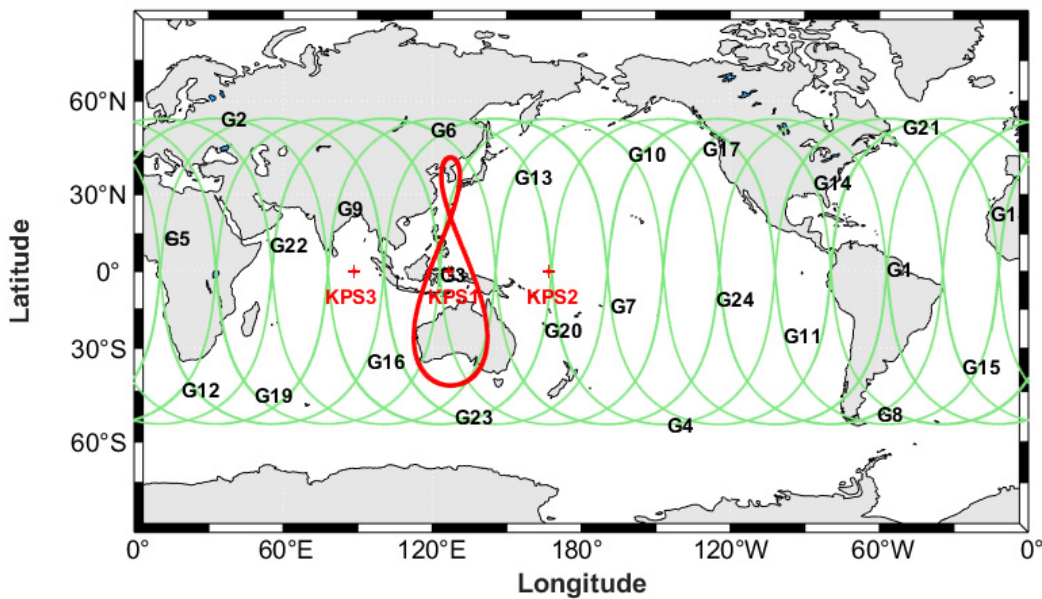 60°N
30°N
0°
30°S
60°S
Latitude
G2
G6
G21
G17
G10
G13
G14
G9
G1
G5
G22
G3
G1
KPS3
KPS1
KPS2
G7
G24
G20
G11
G16
G15
G12
G19
G23
G4
G8
0°
60°E
120°E
180°
120°W
60°W
0°
Longitude